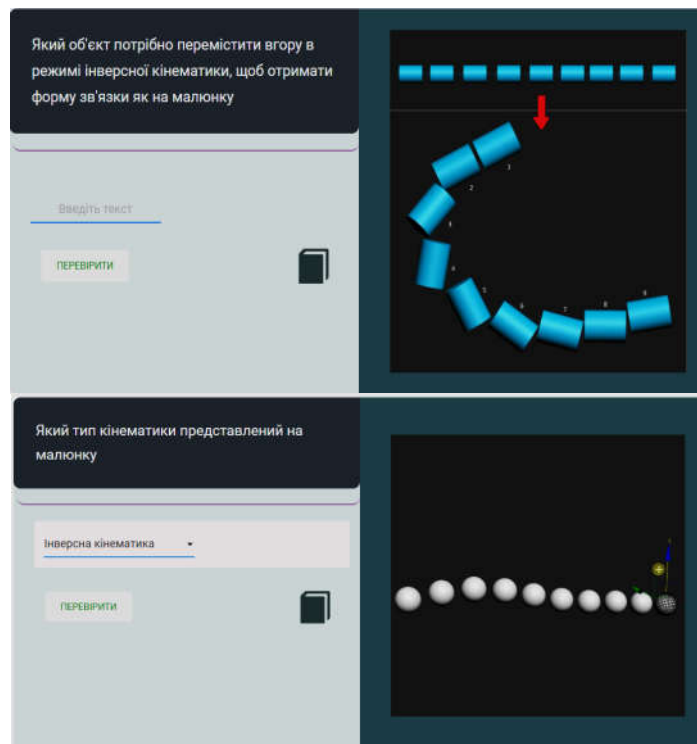 Який об'єкт потрібно перемістити вгору в
режимі інверсної кінематики, щоб отримати
форму зв'язки як на малюнку
Введіть текст
ПЕРЕВІРИТИ
1
2
3
4
5
6
7
8
9
Який тип кінематики представлений на
малюнку
Інверсна кінематика
ПЕРЕВІРИТИ